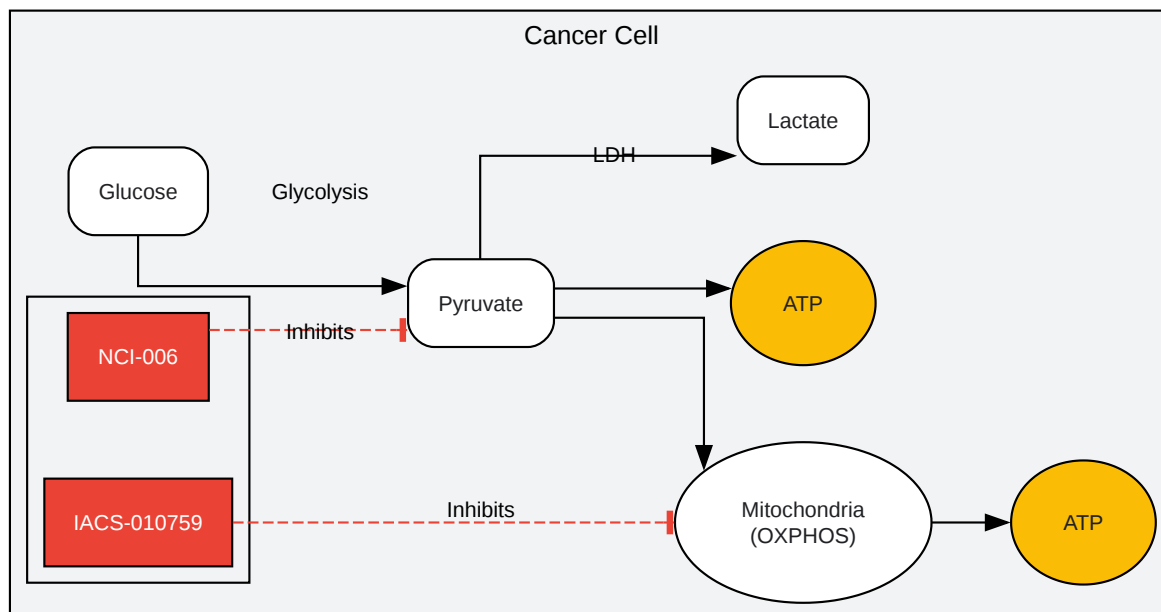 Cancer Cell
Lactate
LDH
Glucose
Glycolysis
Pyruvate
ATP
Inhibits
NCI-006
IACS-010759
Inhibits
Mitochondria
(OXPHOS)
ATP